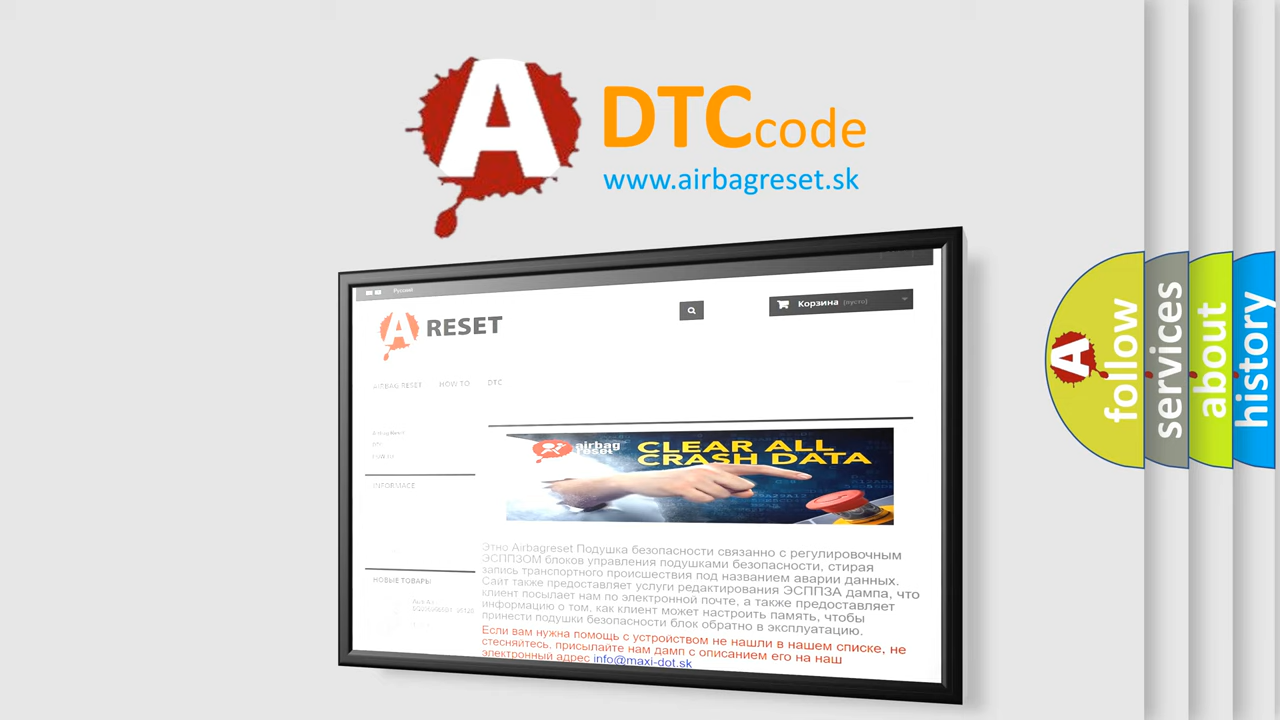 A
DTCcode
www.airbagreset.sk
Русский
A RESET
Корзина (пусто)
AIRBAG RESET HOW TO DTC
DTC
INFORMACE
airbag
reset
CLEAR ALL
CRASH DATA
Этно Airbagreset Подушка безопасности связанно с регулировочным
ЭСППЗОМ блоков управления подушками безопасности, стирая
запись транспортного происшествия под названием аварии данных.
Сайт также предоставляет услуги редактирования ЭСППЗА дампа, что
клиент посылает нам по электронной почте, а также предоставляет
информацию о том, как клиент может настроить память, чтобы
принести подушки безопасности блок обратно в эксплуатацию.
Если вам нужна помощь с устройством не нашли в нашем списке, не
стесняйтесь, присылайте нам дамп с описанием его на наш
электронный адрес info@maxi-dot.sk
НОВЫЕ ТОВАРЫ
A
follow
services
about
history